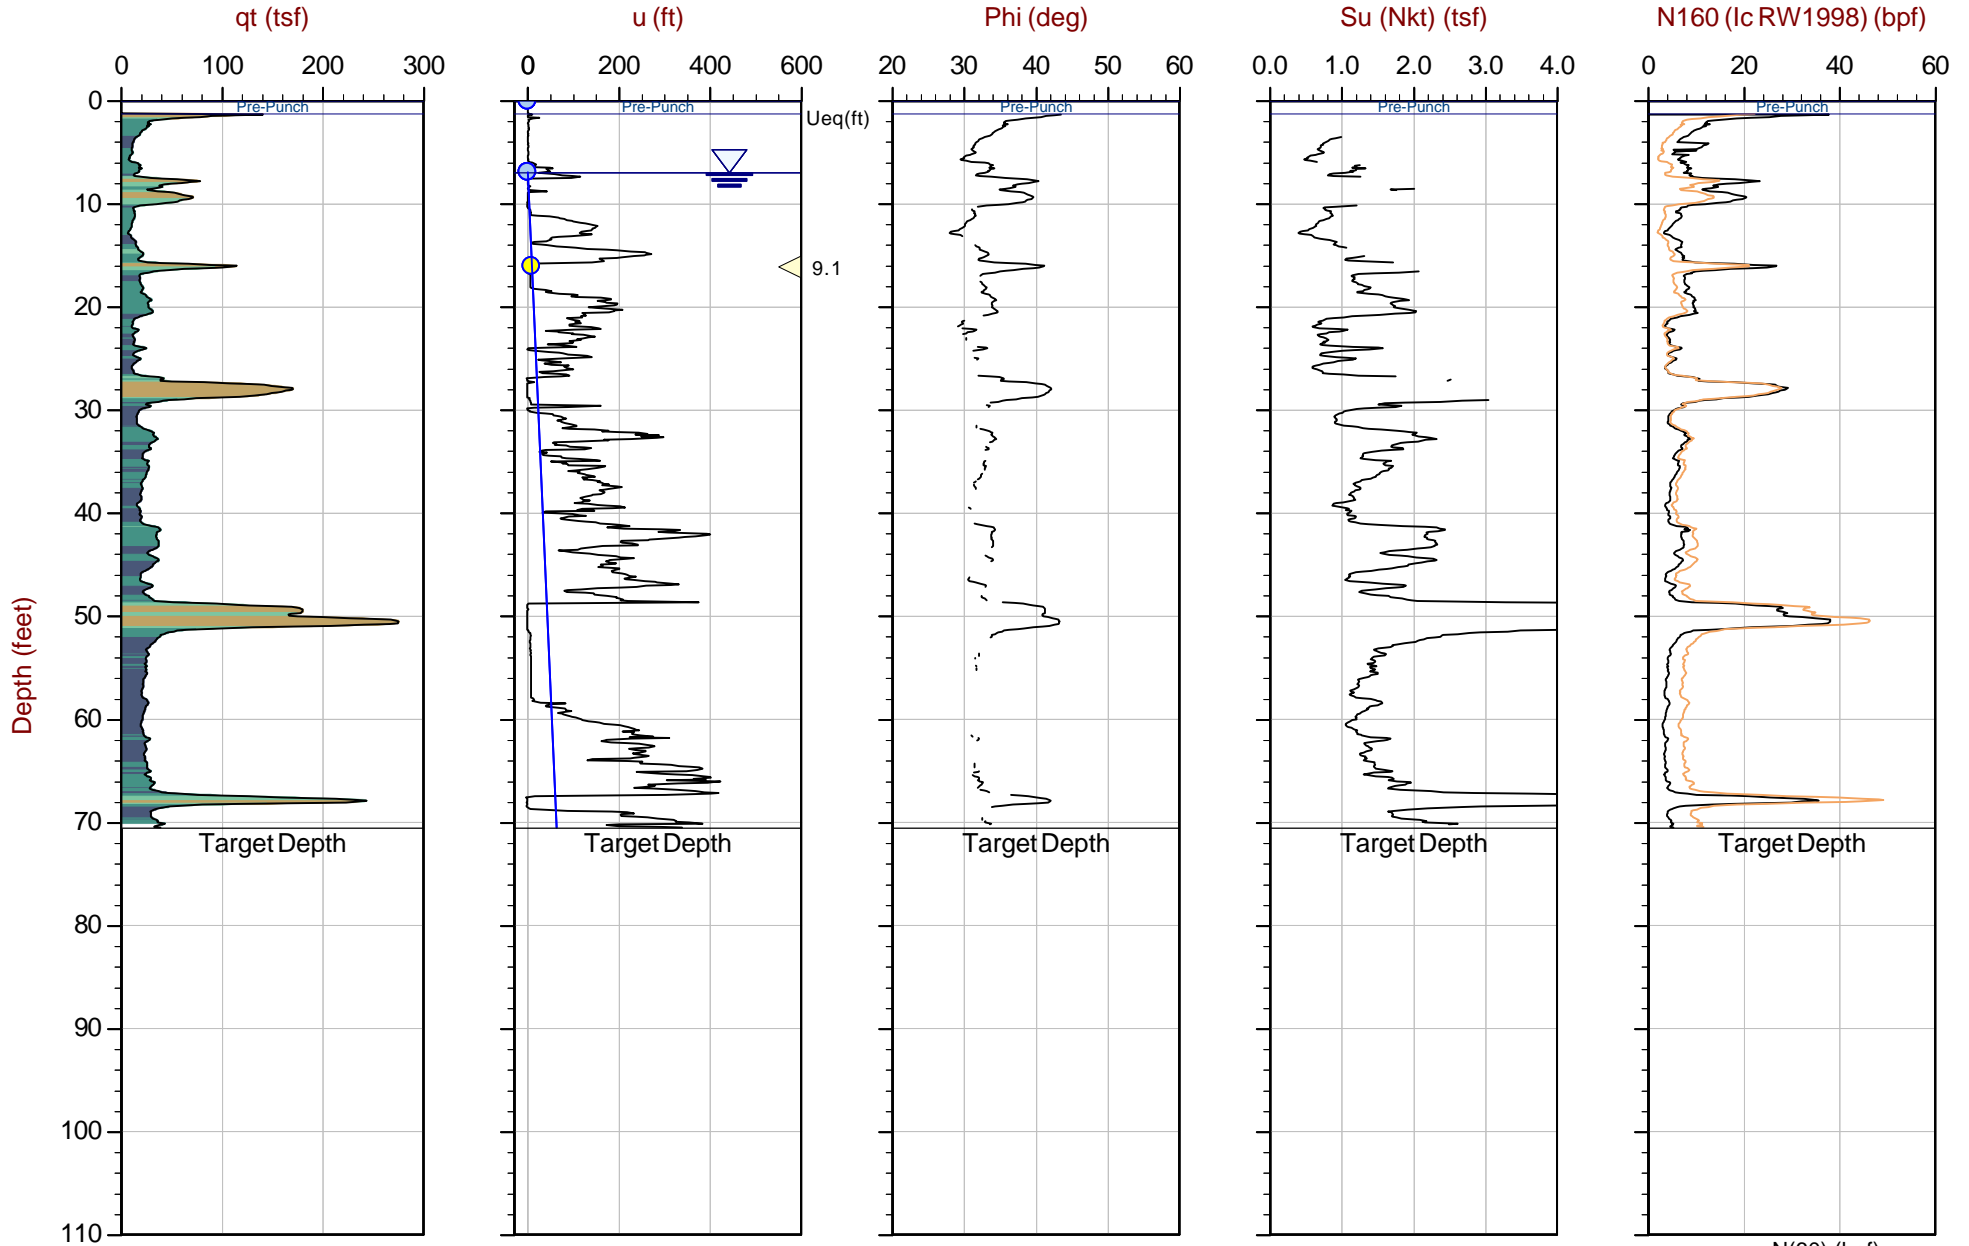 qt (tsf) u (ft) Phi (deg) Su (Nkt) (tsf) N160 (Ic RW1998) (bpf)
0 100 200 300 0 200 400 600 20 30 40 50 60 0.0 1.0 2.0 3.0 4.0 0 20 40 60
0
Pre-Punch Pre-Punch Pre-Punch Pre-Punch Pre-Punch
Ueq(ft)
10
9.1
20
30
40
50
60
70
Target Depth Target Depth Target Depth Target Depth Target Depth
80
90
100
110
Depth (feet)